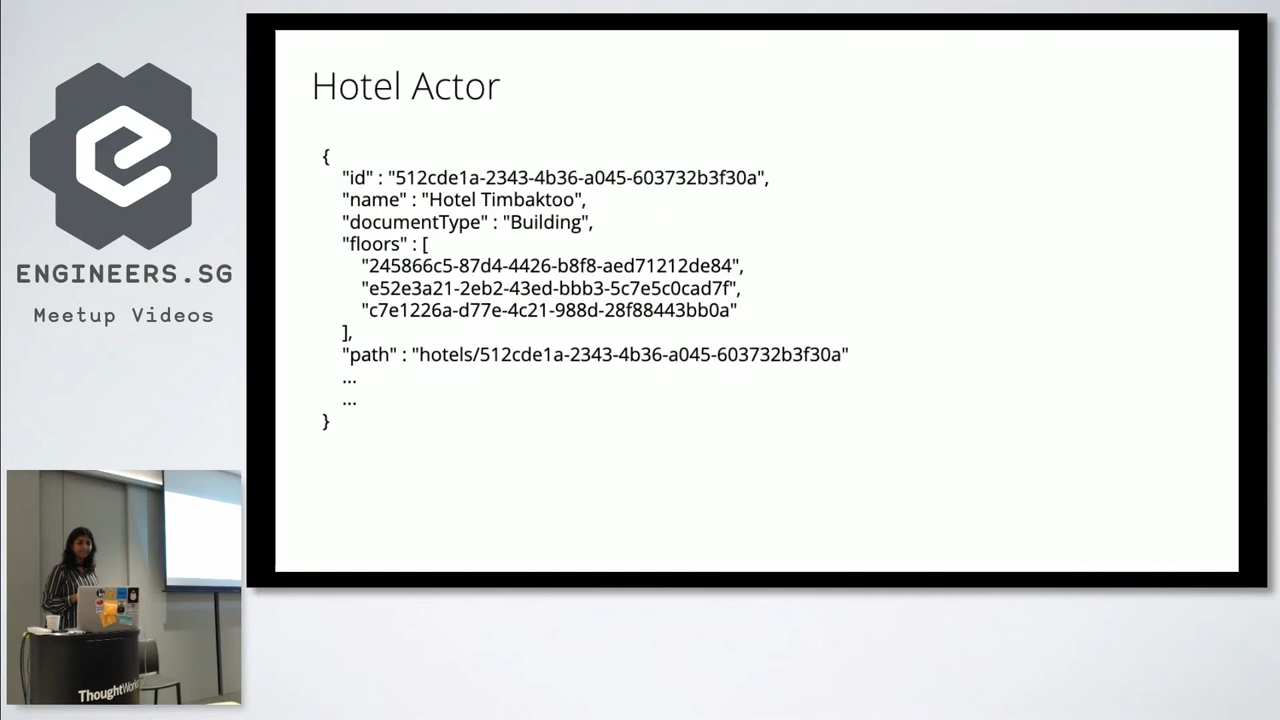 ENGINEERS.SG
Meetup Videos
Hotel Actor
{
"id" : "512cde1a-2343-4b36-a045-603732b3f30a",
"name" : "Hotel Timbaktoo",
"documentType" : "Building",
"floors" : [
"245866c5-87d4-4426-b8f8-aed71212de84",
"e52e3a21-2eb2-43ed-bbb3-5c7e5c0cad7f",
"c7e1226a-d77e-4c21-988d-28f88443bb0a"
],
"path" : "hotels/512cde1a-2343-4b36-a045-603732b3f30a"
...
...
}
ThoughtWorks